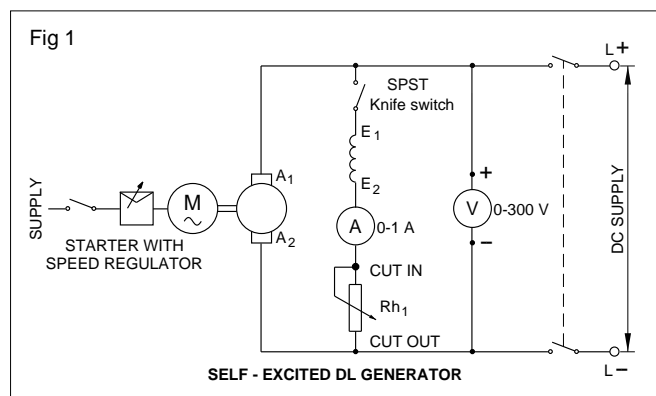 Fig 1
L+
SPST
Knife switch
E1
E2
A1
A2
M
SUPPLY
STARTER WITH
SPEED REGULATOR
A
0-1 A
+
V
0-300 V
−
DC SUPPLY
CUT IN
Rh1
CUT OUT
L−
SELF - EXCITED DL GENERATOR